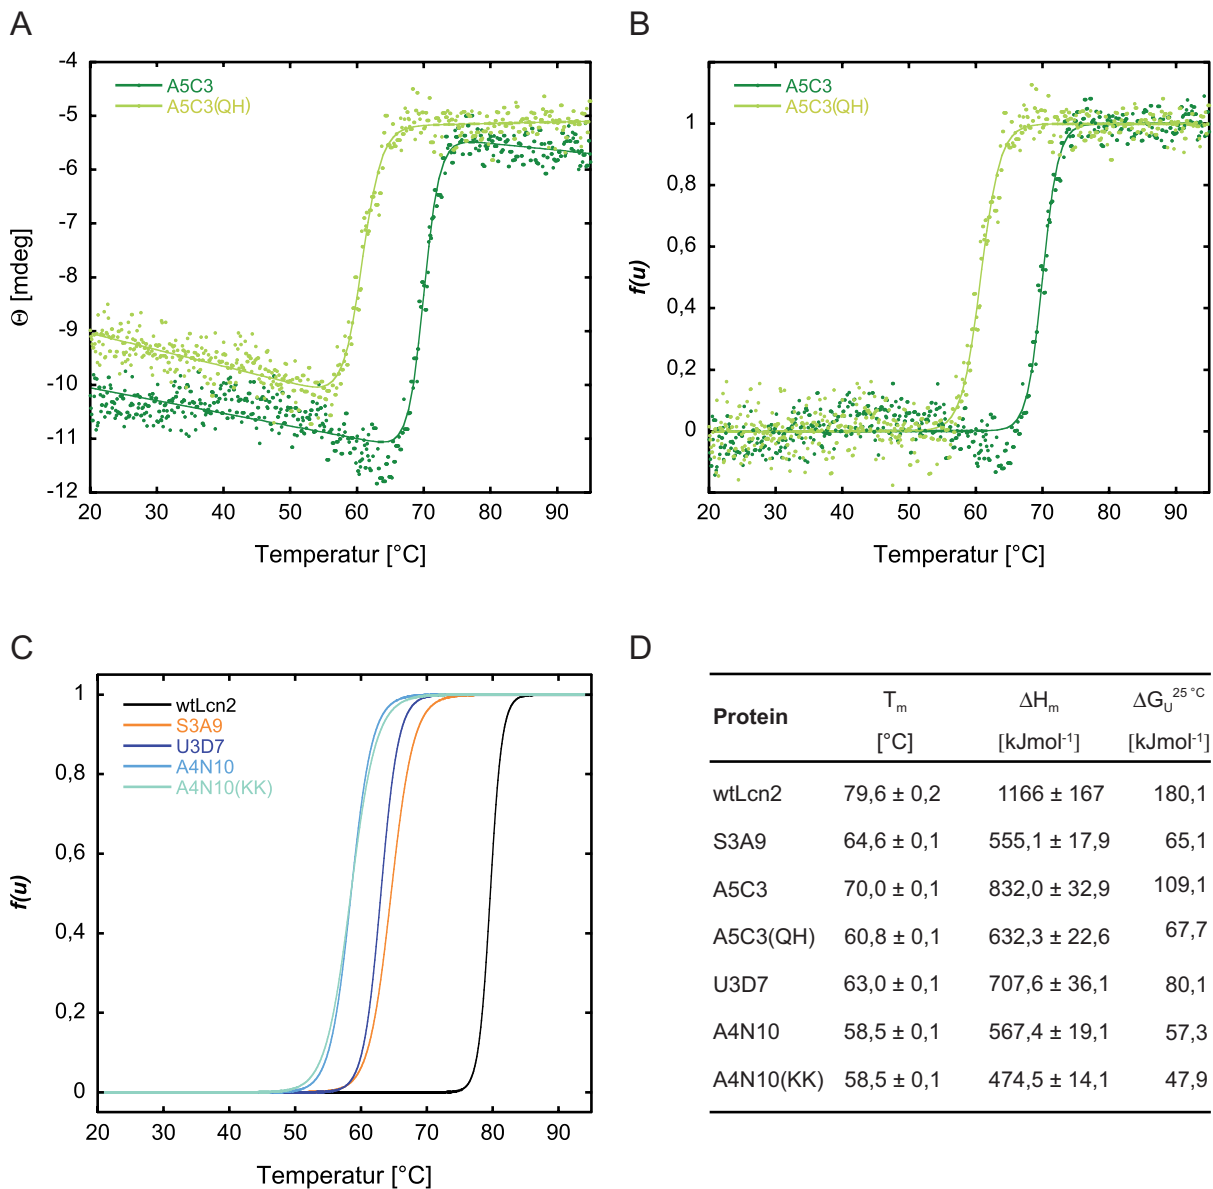 A
-4
-5
-6
-7
-8
-9
-10
-11
-12
Θ [mdeg]
A5C3
A5C3(QH)
20 30 40 50 60 70 80 90
Temperatur [°C]
B
1
0,8
0,6
0,4
0,2
0
f(u)
A5C3
A5C3(QH)
20 30 40 50 60 70 80 90
Temperatur [°C]
C
1
0,8
0,6
0,4
0,2
0
f(u)
wtLcn2
S3A9
U3D7
A4N10
A4N10(KK)
20 30 40 50 60 70 80 90
Temperatur [°C]
D
Protein Tm ΔHm ΔGU25 °C
[°C] [kJmol-1] [kJmol-1]
wtLcn2 79,6 ± 0,2 1166 ± 167 180,1
S3A9 64,6 ± 0,1 555,1 ± 17,9 65,1
A5C3 70,0 ± 0,1 832,0 ± 32,9 109,1
A5C3(QH) 60,8 ± 0,1 632,3 ± 22,6 67,7
U3D7 63,0 ± 0,1 707,6 ± 36,1 80,1
A4N10 58,5 ± 0,1 567,4 ± 19,1 57,3
A4N10(KK) 58,5 ± 0,1 474,5 ± 14,1 47,9